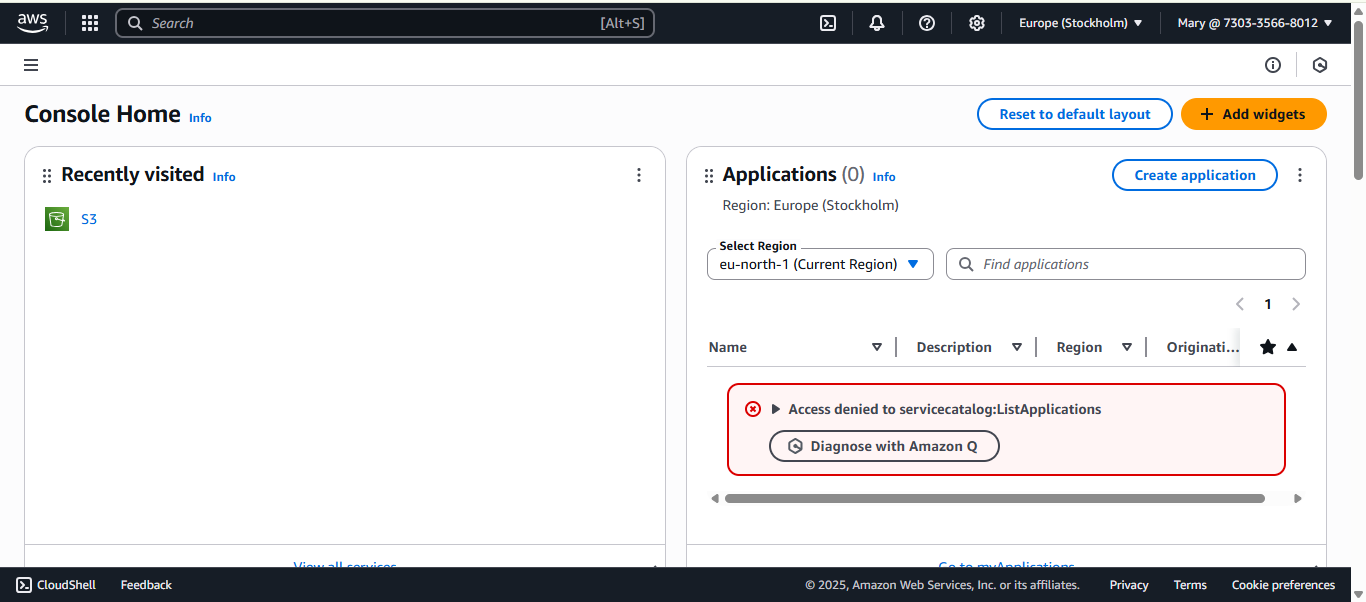 aws
Search
[Alt+S]
Europe (Stockholm)
Mary @ 7303-3566-8012
Console Home
Info
Reset to default layout
Add widgets
Recently visited
Info
S3
View all services
Applications (0)
Info
Create application
Region: Europe (Stockholm)
Select Region
eu-north-1 (Current Region)
Find applications
1
Name
Description
Region
Originati...
Access denied to servicecatalog:ListApplications
Diagnose with Amazon Q
Go to myApplications
CloudShell
Feedback
© 2025, Amazon Web Services, Inc. or its affiliates.
Privacy
Terms
Cookie preferences